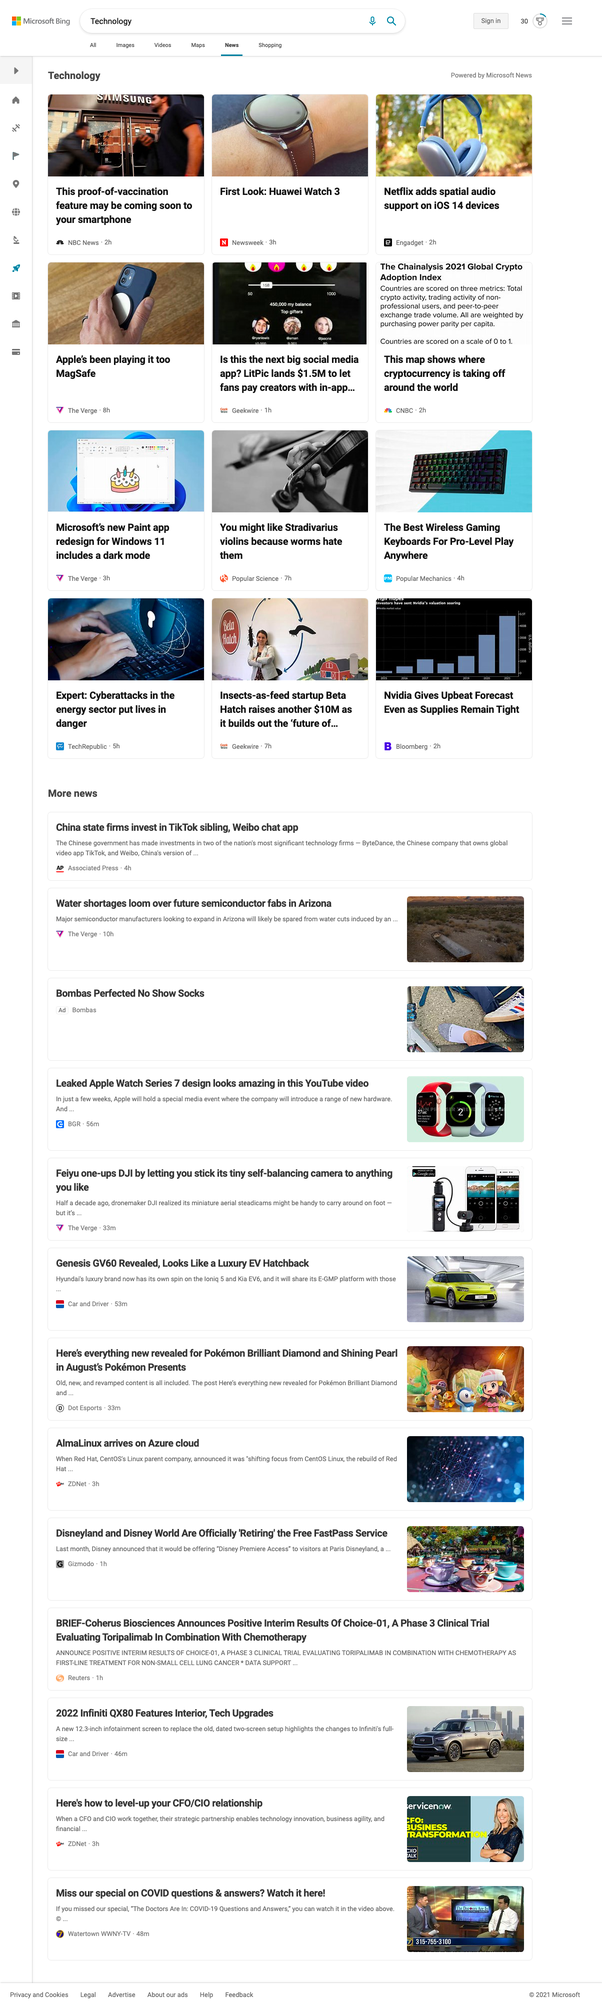 Microsoft Bing
Technology
Sign in
30
All Images Videos Maps News Shopping
Technology
Powered by Microsoft News
SAMSUNG
This proof-of-vaccination
feature may be coming soon to
your smartphone
NBC News · 2h
First Look: Huawei Watch 3
Newsweek · 3h
Netflix adds spatial audio
support on iOS 14 devices
Engadget · 2h
Apple's been playing it too
MagSafe
The Verge · 8h
450,000 my balance
Top Creators
Is this the next big social media
app? LitPic lands $1.5M to let
fans pay creators with in-app...
Geekwire · 1h
The Chainalysis 2021 Global Crypto
Adoption Index
Countries are scored on three metrics: Total
crypto activity, trading activity of non-
professional users, and peer-to-peer
exchange trade volume. All are weighted by
purchasing power parity per capita.
Countries are scored on a scale of 0 to 1.
This map shows where
cryptocurrency is taking off
around the world
CNBC · 2h
Microsoft's new Paint app
redesign for Windows 11
includes a dark mode
The Verge · 3h
You might like Stradivarius
violins because worms hate
them
Popular Science · 7h
The Best Wireless Gaming
Keyboards For Pro-Level Play
Anywhere
Popular Mechanics · 4h
Expert: Cyberattacks in the
energy sector put lives in
danger
TechRepublic · 5h
Beta
Hatch
Insects-as-feed startup Beta
Hatch raises another $10M as
it builds out the 'future of...
Geekwire · 7h
Investors have sent Nvidia's valuation soaring
Nvidia Gives Upbeat Forecast
Even as Supplies Remain Tight
Bloomberg · 2h
More news
China state firms invest in TikTok sibling, Weibo chat app
The Chinese government has made investments in two of the nation's most significant technology firms — ByteDance, the Chinese company that owns global
video app TikTok, and Weibo, China's version of ...
AP Associated Press · 4h
Water shortages loom over future semiconductor fabs in Arizona
Major semiconductor manufacturers looking to expand in Arizona will likely be spared from water cuts induced by an ...
The Verge · 10h
Bombas Perfected No Show Socks
Ad Bombas
Leaked Apple Watch Series 7 design looks amazing in this YouTube video
In just a few weeks, Apple will hold a special media event where the company will introduce a range of new hardware.
And ...
BGR · 56m
Feiyu one-ups DJI by letting you stick its tiny self-balancing camera to anything
you like
Half a decade ago, dronemaker DJI realized its miniature aerial steadicams might be handy to carry around on foot —
but it's ...
The Verge · 33m
Genesis GV60 Revealed, Looks Like a Luxury EV Hatchback
Hyundai's luxury brand now has its own spin on the Ioniq 5 and Kia EV6, and it will share its E-GMP platform with those
...
Car and Driver · 53m
Here's everything new revealed for Pokémon Brilliant Diamond and Shining Pearl
in August's Pokémon Presents
Old, new, and revamped content is all included. The post Here's everything new revealed for Pokémon Brilliant Diamond
and ...
Dot Esports · 33m
AlmaLinux arrives on Azure cloud
When Red Hat, CentOS's Linux parent company, announced it was "shifting focus from CentOS Linux, the rebuild of Red
Hat ...
ZDNet · 3h
Disneyland and Disney World Are Officially 'Retiring' the Free FastPass Service
Last month, Disney announced that it would be offering "Disney Premiere Access" to visitors at Paris Disneyland, a ...
Gizmodo · 1h
BRIEF-Coherus Biosciences Announces Positive Interim Results Of Choice-01, A Phase 3 Clinical Trial
Evaluating Toripalimab In Combination With Chemotherapy
ANNOUNCE POSITIVE INTERIM RESULTS OF CHOICE-01, A PHASE 3 CLINICAL TRIAL EVALUATING TORIPALIMAB IN COMBINATION WITH CHEMOTHERAPY AS
FIRST-LINE TREATMENT FOR NON-SMALL CELL LUNG CANCER * DATA SUPPORT ...
Reuters · 1h
2022 Infiniti QX80 Features Interior, Tech Upgrades
A new 12.3-inch infotainment screen to replace the old, dated two-screen setup highlights the changes to Infiniti's full-
size ...
Car and Driver · 46m
Here's how to level-up your CFO/CIO relationship
When a CFO and CIO work together, their strategic partnership enables technology innovation, business agility, and
financial ...
ZDNet · 3h
servicenow.
CFO:
BUSINESS
TRANSFORMATION
CXO
TALK
Miss our special on COVID questions & answers? Watch it here!
If you missed our special, "The Doctors Are In: COVID-19 Questions and Answers," you can watch it in the video above.
© ...
Watertown WWNY-TV · 48m
315-755-3100
Privacy and Cookies Legal Advertise About our ads Help Feedback
© 2021 Microsoft